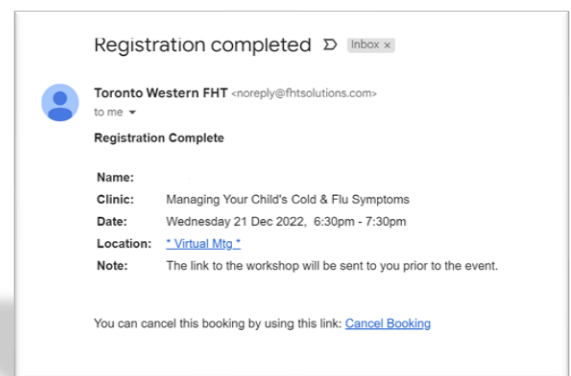 Registration completed Inbox ×
Toronto Western FHT <noreply@fhtsolutions.com>
to me
Registration Complete
Name:
Clinic: Managing Your Child's Cold & Flu Symptoms
Date: Wednesday 21 Dec 2022, 6:30pm - 7:30pm
Location: * Virtual Mtg *
Note: The link to the workshop will be sent to you prior to the event.
You can cancel this booking by using this link: Cancel Booking